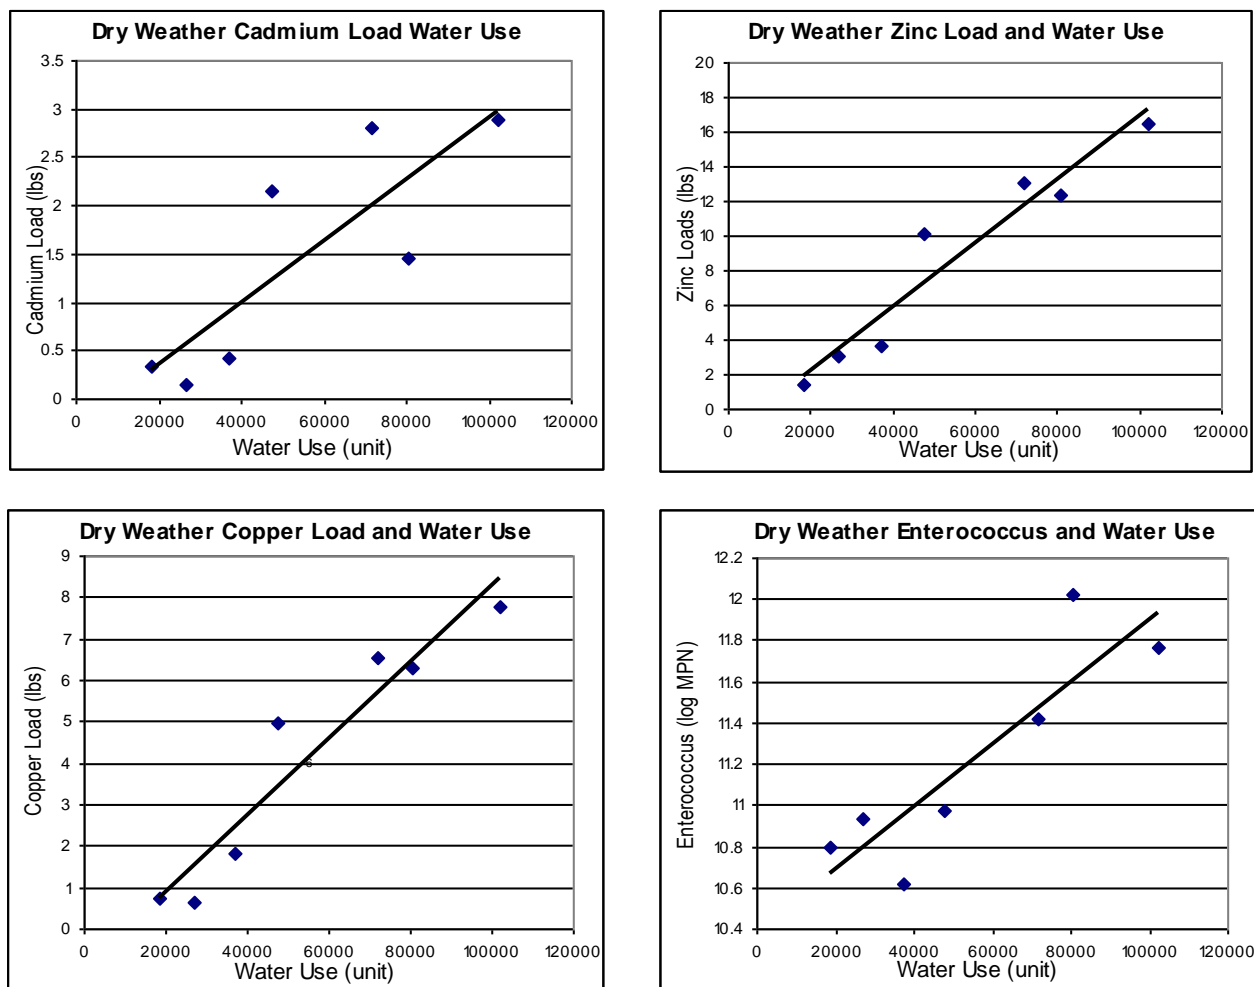 Dry Weather Cadmium Load Water Use
3.5
3
2.5
2
1.5
1
0.5
0
Cadmium Load (lbs)
0 20000 40000 60000 80000 100000 120000
Water Use (unit)
Dry Weather Zinc Load and Water Use
20
18
16
14
12
10
8
6
4
2
0
Zinc Loads (lbs)
0 20000 40000 60000 80000 100000 120000
Water Use (unit)
Dry Weather Copper Load and Water Use
9
8
7
6
5
4
3
2
1
0
Copper Load (lbs)
6
0 20000 40000 60000 80000 100000 120000
Water Use (unit)
Dry Weather Enterococcus and Water Use
12.2
12
11.8
11.6
11.4
11.2
11
10.8
10.6
10.4
Enterococcus (log MPN)
0 20000 40000 60000 80000 100000 120000
Water Use (unit)